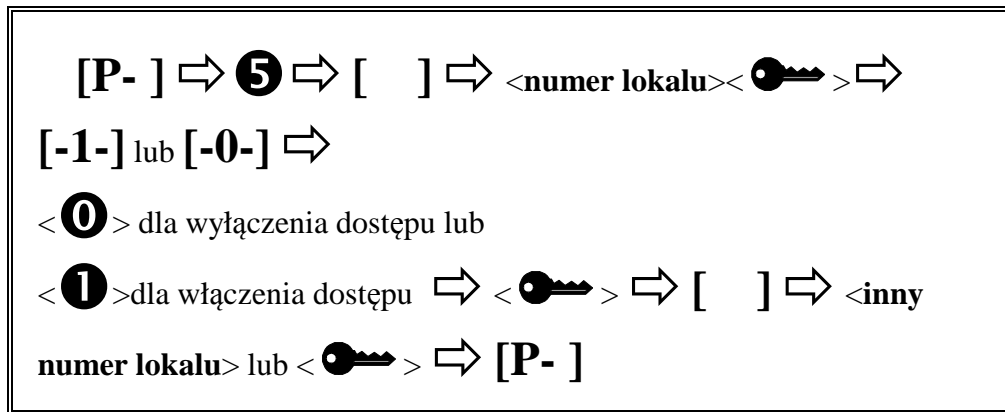 [P- ] ⇨ ❺ ⇨ [ ] ⇨ <numer lokalu>< > ⇨
[-1-] lub [-0-] ⇨
<⓿> dla wyłączenia dostępu lub
<❶>dla włączenia dostępu ⇨ < > ⇨ [ ] ⇨ <inny
numer lokalu> lub < > ⇨ [P- ]